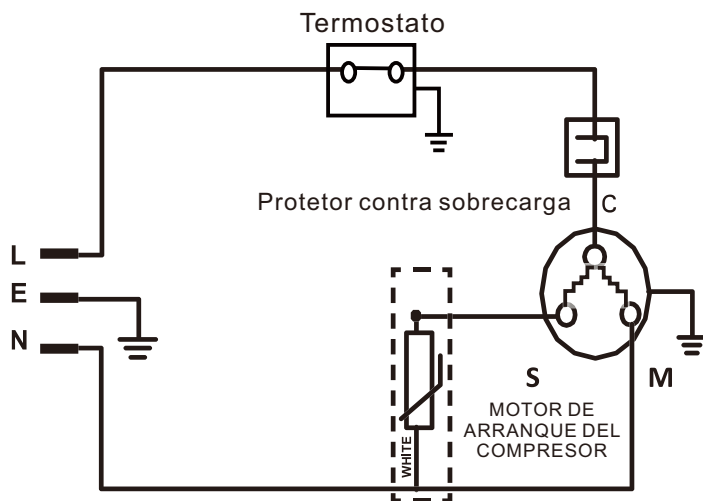 Termostato
Protetor contra sobrecarga
C
L
E
N
S
M
MOTOR DE
ARRANQUE DEL
COMPRESOR
WHITE